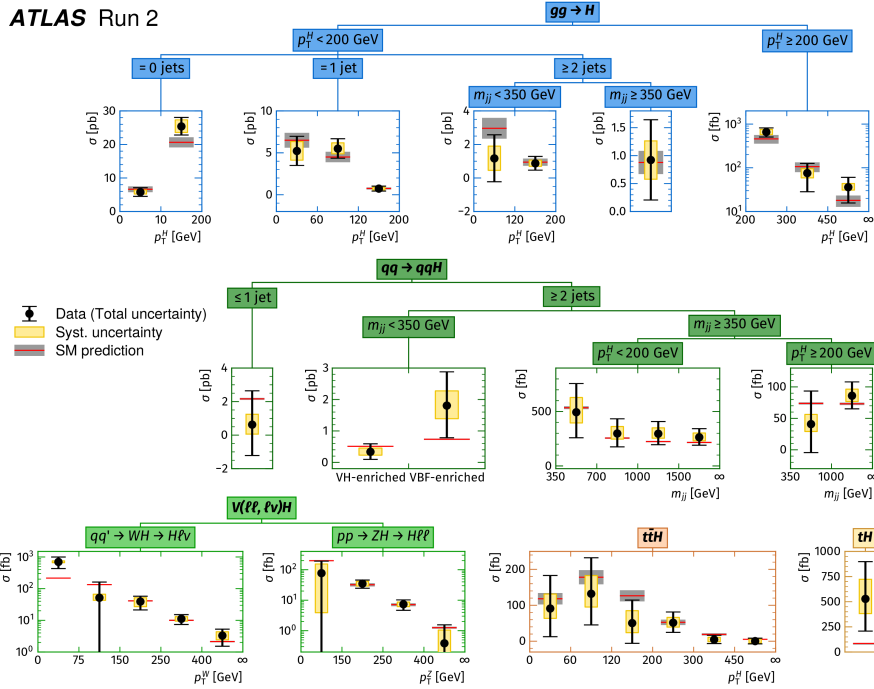 ATLAS Run 2
gg → H
p_T^H < 200 GeV
p_T^H ≥ 200 GeV
= 0 jets
= 1 jet
≥ 2 jets
m_jj < 350 GeV
m_jj ≥ 350 GeV
σ [pb]
30
20
10
0
0 100 200
p_T^H [GeV]
σ [pb]
10
5
0
0 60 120 200
p_T^H [GeV]
σ [pb]
4
2
0
−2
0 120 200
p_T^H [GeV]
σ [pb]
1.5
1.0
0.5
0.0
σ [fb]
10^3
10^2
10^1
200 300 450 ∞
p_T^H [GeV]
qq → qqH
≤ 1 jet
≥ 2 jets
m_jj < 350 GeV
m_jj ≥ 350 GeV
p_T^H < 200 GeV
p_T^H ≥ 200 GeV
Data (Total uncertainty)
Syst. uncertainty
SM prediction
σ [pb]
4
2
0
−2
σ [pb]
3
2
1
0
VH-enriched VBF-enriched
σ [fb]
500
0
350 700 1000 1500 ∞
m_jj [GeV]
σ [fb]
100
50
0
350 1000 ∞
m_jj [GeV]
V(ℓℓ, ℓν)H
qq' → WH → Hℓν
pp → ZH → Hℓℓ
tt̄H
tH
σ [fb]
10^3
10^2
10^1
10^0
0 75 150 250 400 ∞
p_T^W [GeV]
σ [fb]
10^2
10^1
10^0
0 150 250 400 ∞
p_T^Z [GeV]
σ [fb]
200
100
0
0 60 120 200 300 450 ∞
p_T^H [GeV]
σ [fb]
1000
750
500
250
0